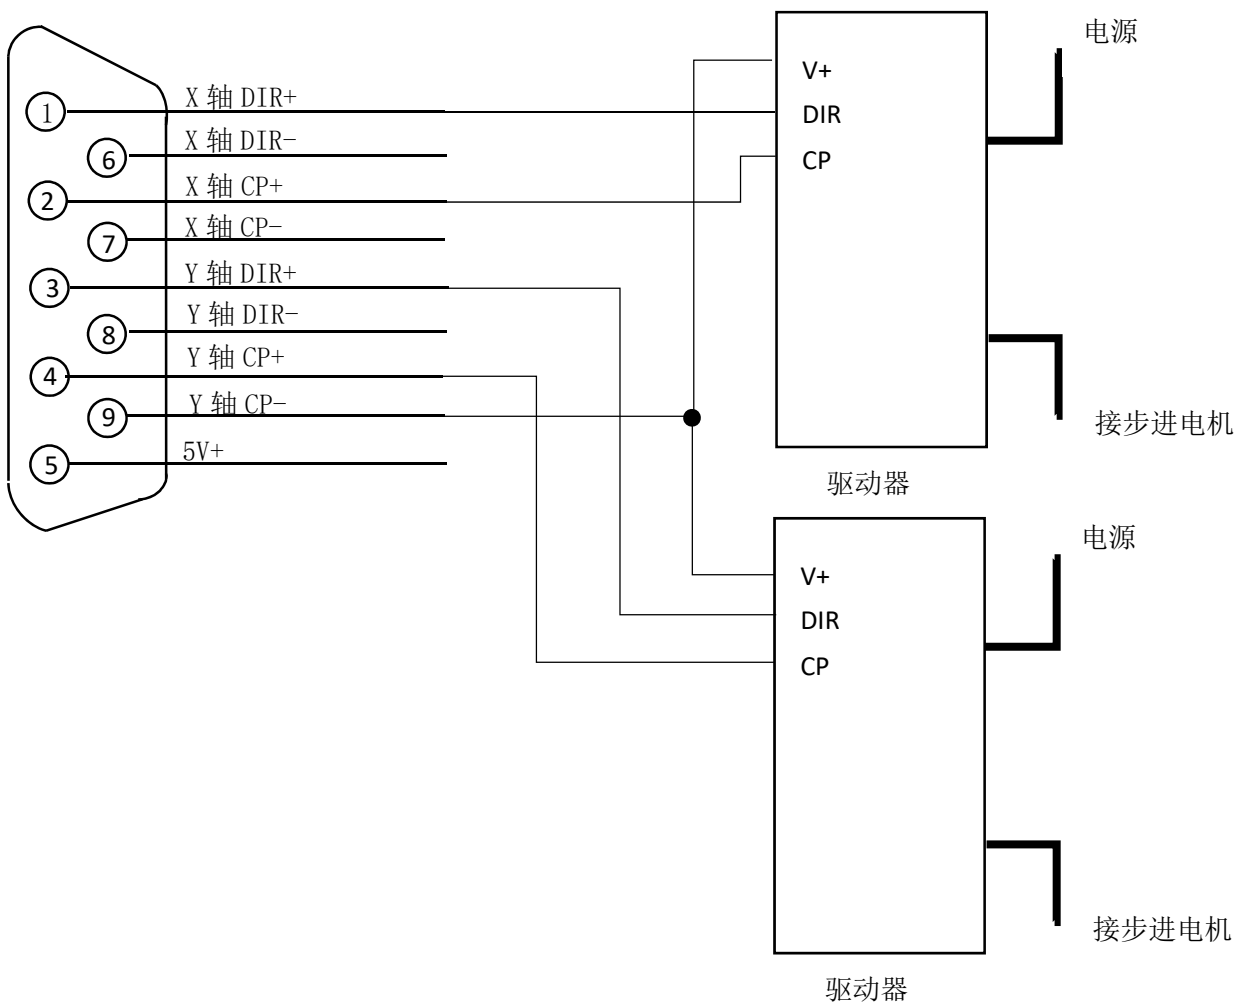 1
X 轴 DIR+
6
X 轴 DIR-
2
X 轴 CP+
7
X 轴 CP-
3
Y 轴 DIR+
8
Y 轴 DIR-
4
Y 轴 CP+
9
Y 轴 CP-
5
5V+
V+
DIR
CP
电源
接步进电机
驱动器
V+
DIR
CP
电源
接步进电机
驱动器